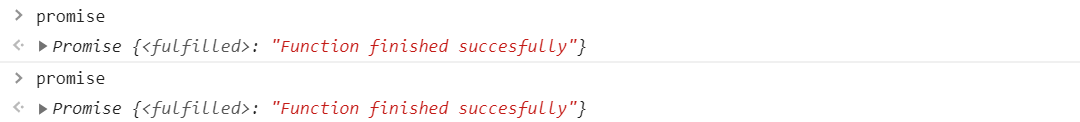 promise
Promise {<fulfilled>: "Function finished succesfully"}
promise
Promise {<fulfilled>: "Function finished succesfully"}